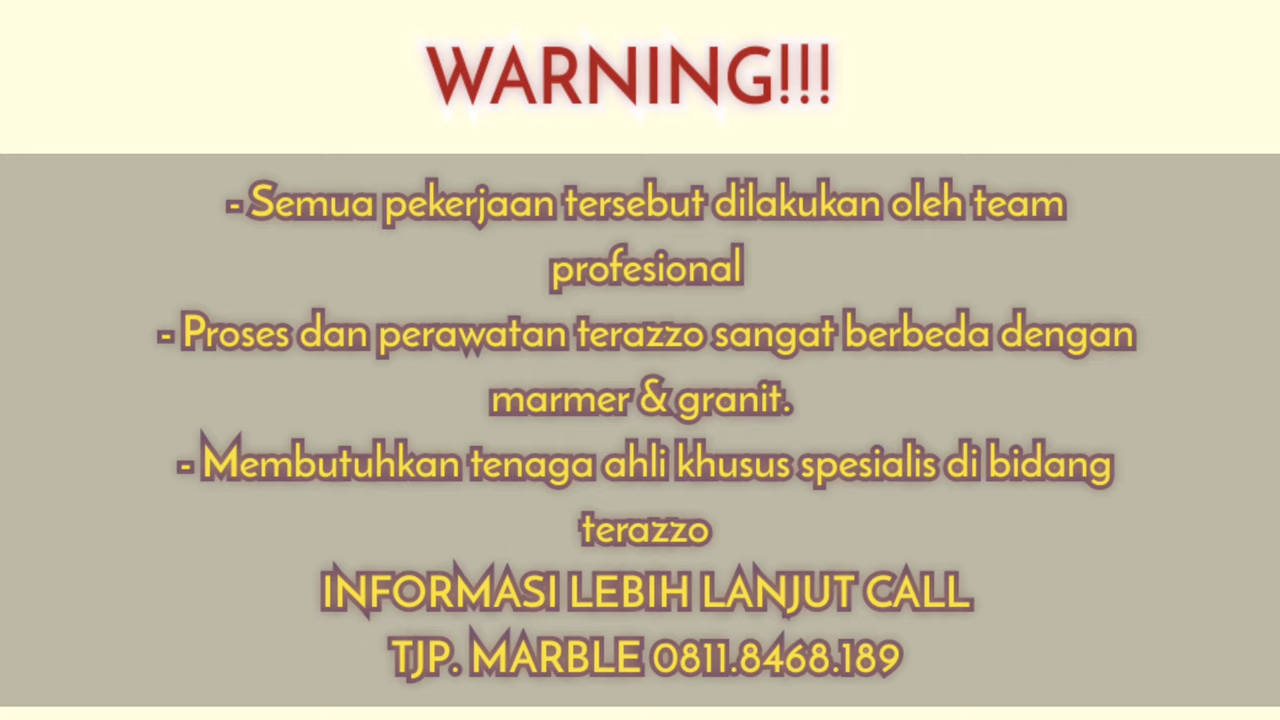 WARNING!!!
- Semua pekerjaan tersebut dilakukan oleh team
profesional
- Proses dan perawatan terazzo sangat berbeda dengan
marmer & granit.
- Membutuhkan tenaga ahli khusus spesialis di bidang
terazzo
INFORMASI LEBIH LANJUT CALL
TJP. MARBLE 0811.8468.189